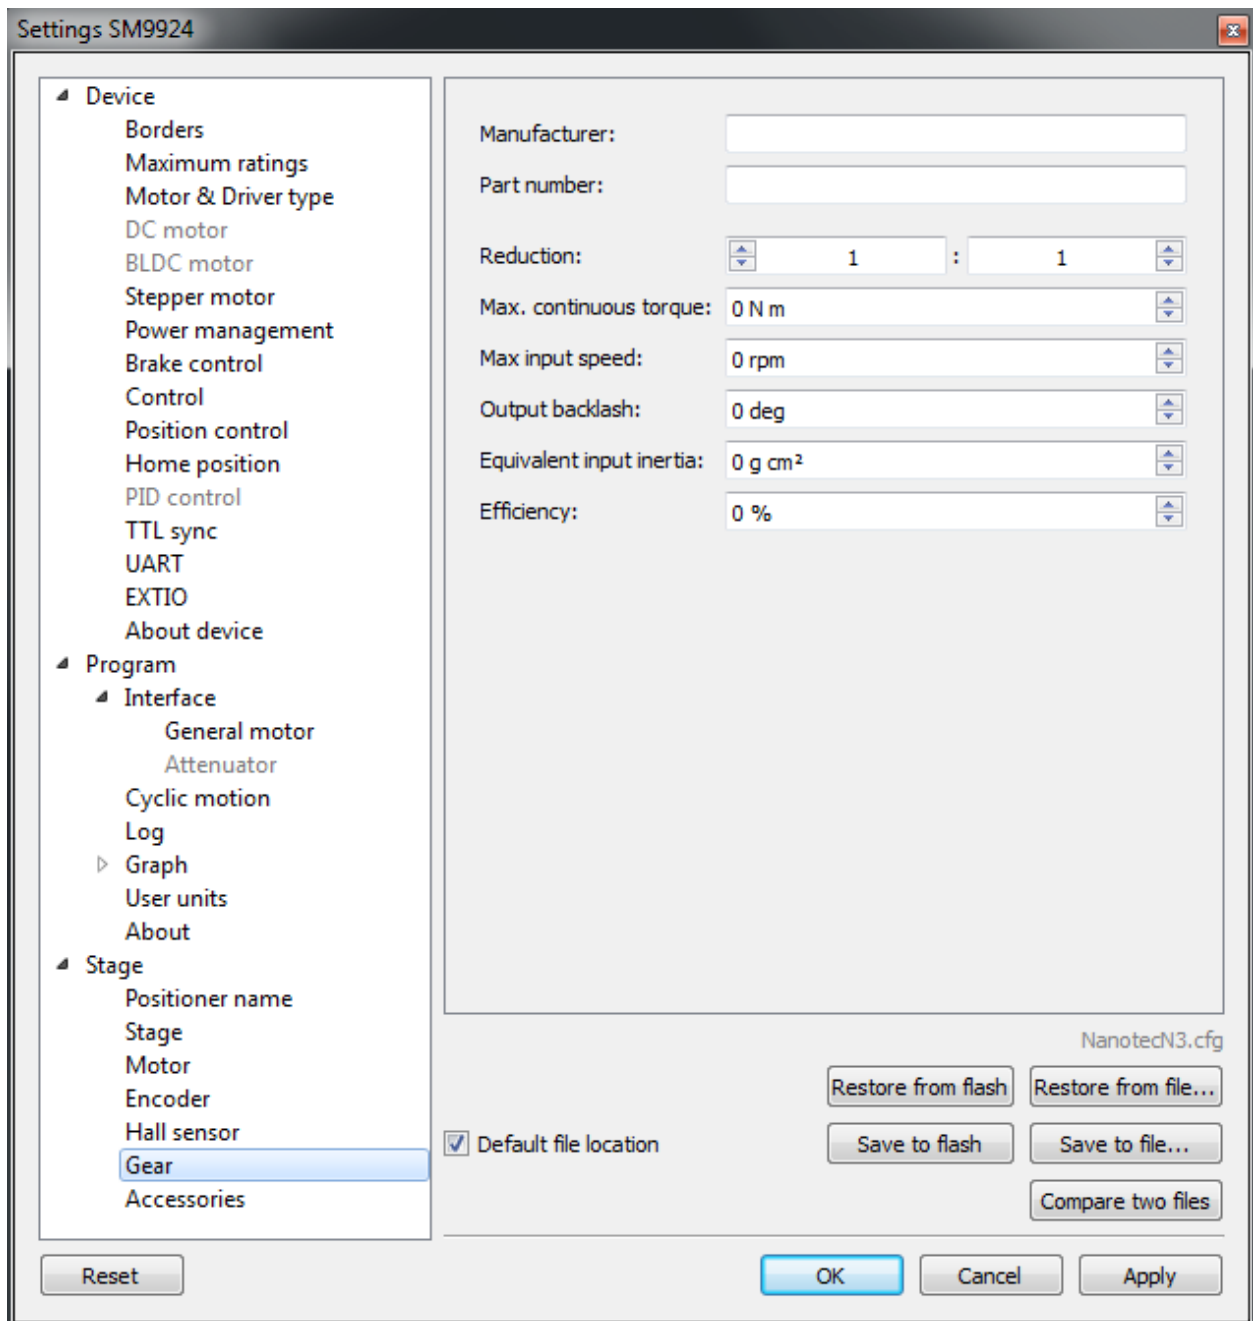 Settings SM9924
Device
Borders
Maximum ratings
Motor & Driver type
DC motor
BLDC motor
Stepper motor
Power management
Brake control
Control
Position control
Home position
PID control
TTL sync
UART
EXTIO
About device
Program
Interface
General motor
Attenuator
Cyclic motion
Log
Graph
User units
About
Stage
Positioner name
Stage
Motor
Encoder
Hall sensor
Gear
Accessories
Manufacturer:
Part number:
Reduction: 1 : 1
Max. continuous torque: 0 N m
Max input speed: 0 rpm
Output backlash: 0 deg
Equivalent input inertia: 0 g cm²
Efficiency: 0 %
NanotecN3.cfg
Restore from flash Restore from file...
Default file location Save to flash Save to file...
Compare two files
Reset OK Cancel Apply